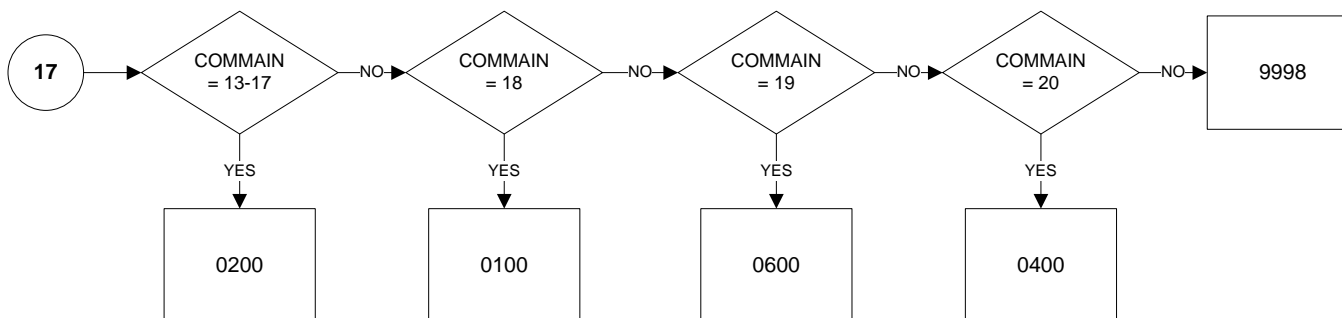 17
COMMAIN
= 13-17
NO
COMMAIN
= 18
NO
COMMAIN
= 19
NO
COMMAIN
= 20
NO
9998
YES
YES
YES
YES
0200
0100
0600
0400